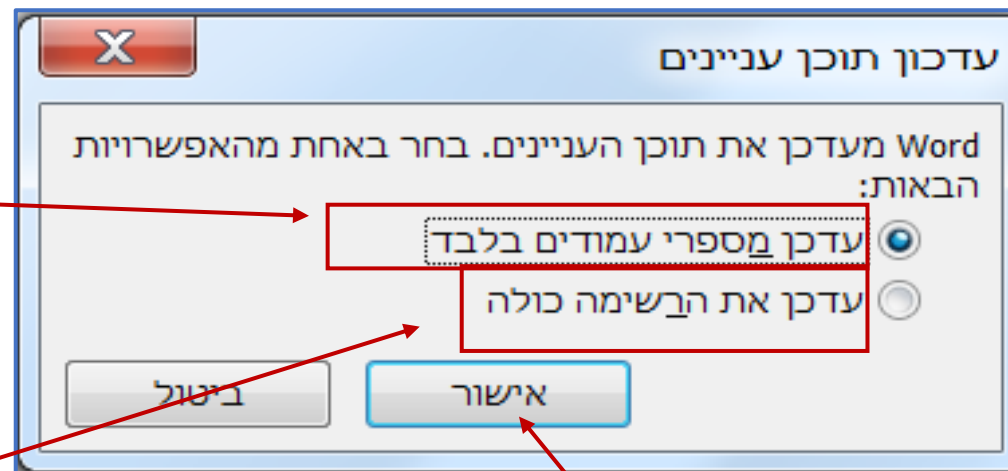 עדכון תוכן עניינים
Word מעדכן את תוכן העניינים. בחר באחת מהאפשרויות
הבאות:
עדכן מספרי עמודים בלבד
עדכן את הרשימה כולה
אישור ביטול